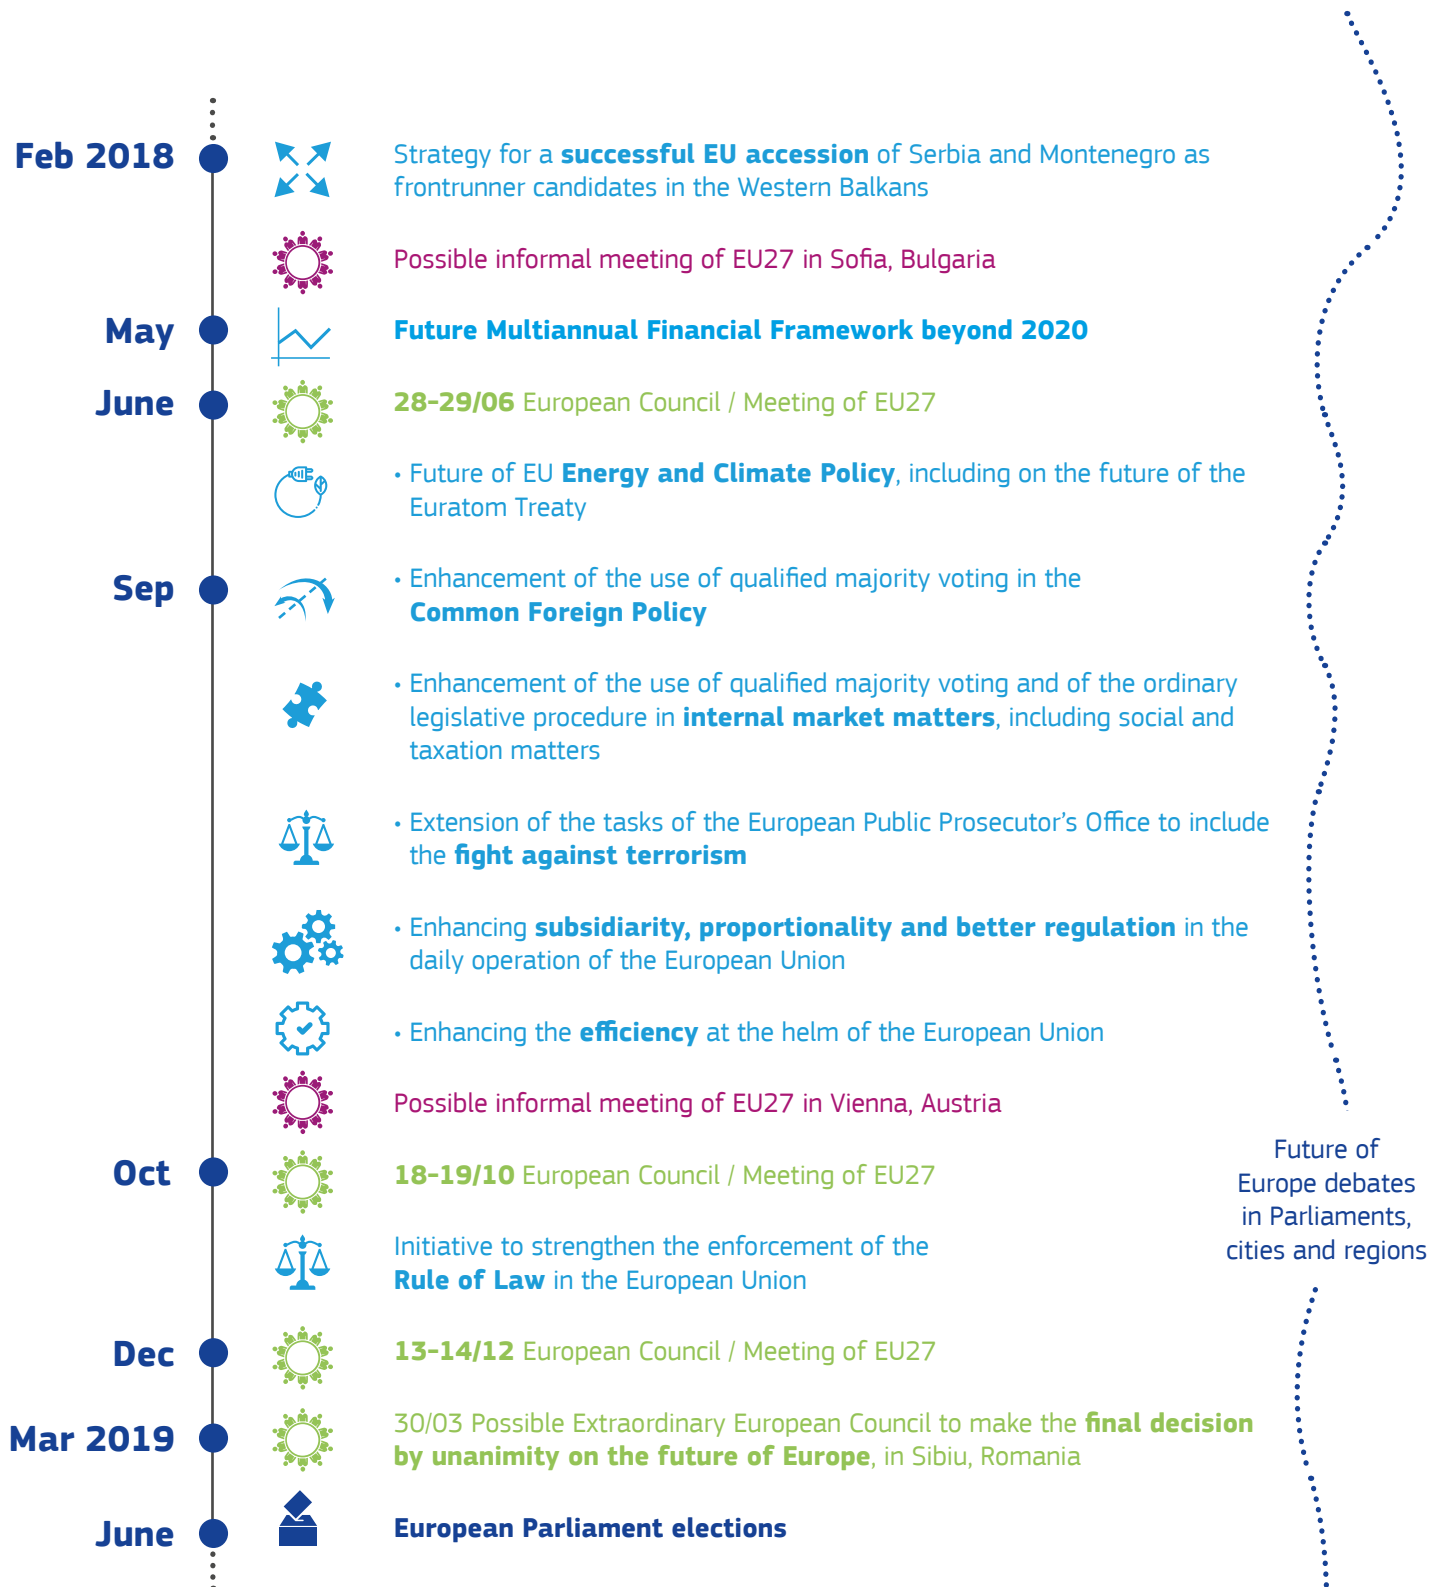 Feb 2018
Strategy for a successful EU accession of Serbia and Montenegro as
frontrunner candidates in the Western Balkans
Possible informal meeting of EU27 in Sofia, Bulgaria
May
Future Multiannual Financial Framework beyond 2020
June
28-29/06 European Council / Meeting of EU27
• Future of EU Energy and Climate Policy, including on the future of the
Euratom Treaty
Sep
• Enhancement of the use of qualified majority voting in the
Common Foreign Policy
• Enhancement of the use of qualified majority voting and of the ordinary
legislative procedure in internal market matters, including social and
taxation matters
• Extension of the tasks of the European Public Prosecutor's Office to include
the fight against terrorism
• Enhancing subsidiarity, proportionality and better regulation in the
daily operation of the European Union
• Enhancing the efficiency at the helm of the European Union
Possible informal meeting of EU27 in Vienna, Austria
Oct
18-19/10 European Council / Meeting of EU27
Initiative to strengthen the enforcement of the
Rule of Law in the European Union
Future of
Europe debates
in Parliaments,
cities and regions
Dec
13-14/12 European Council / Meeting of EU27
Mar 2019
30/03 Possible Extraordinary European Council to make the final decision
by unanimity on the future of Europe, in Sibiu, Romania
June
European Parliament elections